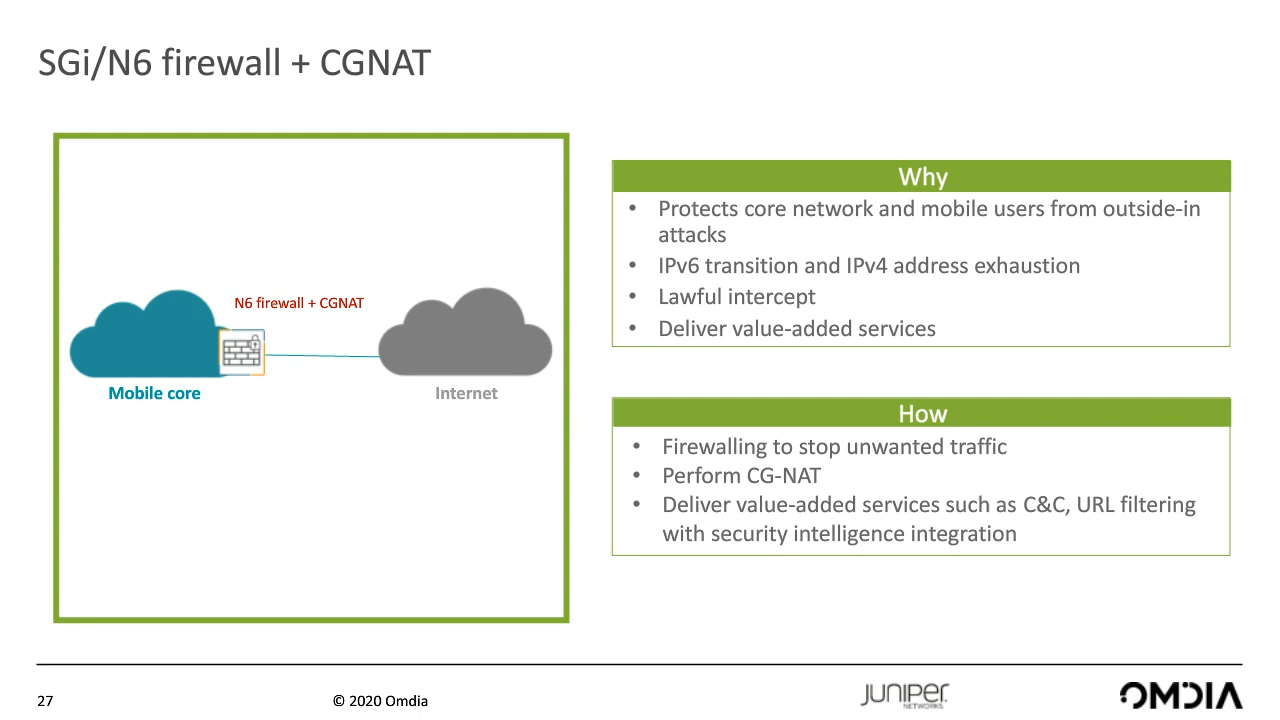 SGi/N6 firewall + CGNAT
N6 firewall + CGNAT
Mobile core
Internet
Why
• Protects core network and mobile users from outside-in
attacks
• IPv6 transition and IPv4 address exhaustion
• Lawful intercept
• Deliver value-added services
How
• Firewalling to stop unwanted traffic
• Perform CG-NAT
• Deliver value-added services such as C&C, URL filtering
with security intelligence integration
27
© 2020 Omdia
JUNIPER
NETWORKS
OMDIA